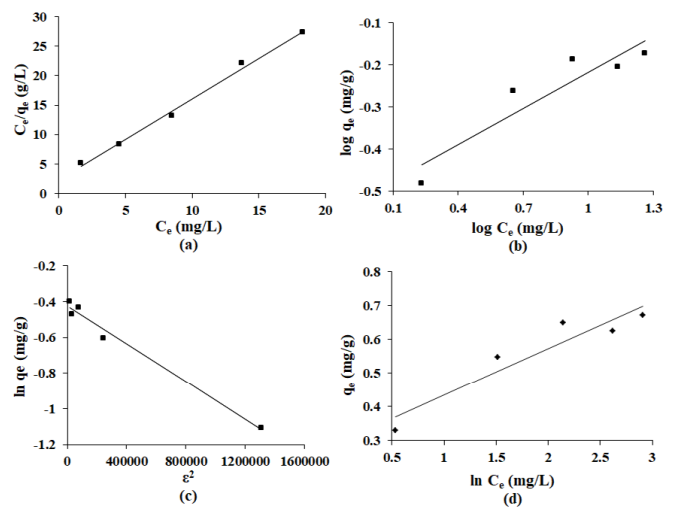 30
25
20
15
10
5
0
Cₑ/qₑ (g/L)
0 5 10 15 20
Cₑ (mg/L)
(a)
-0.1
-0.2
-0.3
-0.4
-0.5
log qₑ (mg/g)
0.1 0.4 0.7 1 1.3
log Cₑ (mg/L)
(b)
-0.2
-0.4
-0.6
-0.8
-1
-1.2
ln qe (mg/g)
0 400000 800000 1200000 1600000
ε²
(c)
0.8
0.7
0.6
0.5
0.4
0.3
qₑ (mg/g)
0.5 1 1.5 2 2.5 3
ln Cₑ (mg/L)
(d)